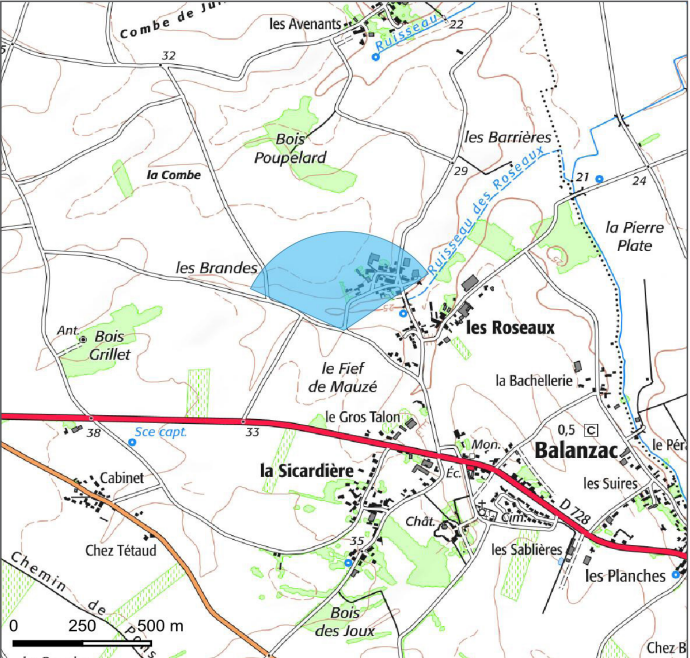 Combe de
les Avenants
Ruisseau
22
32
Bois
Poupelard
les Barrières
29
la Combe
21
24
Ruisseau des Roseaux
la Pierre
Plate
les Brandes
Ant.
Bois
Grillet
les Roseaux
le Fief
de Mauzé
la Bachellerie
38
Sce capt.
33
le Gros Talon
0,5 C
Mon.
Balanzac
la Sicardière
Éc.
Cabinet
les Suires
Chât.
Cim.
D 728
Chez Tétaud
35
les Sablières
les Planches
Chemin de Pons
Bois
des Joux
0 250 500 m
Chez B